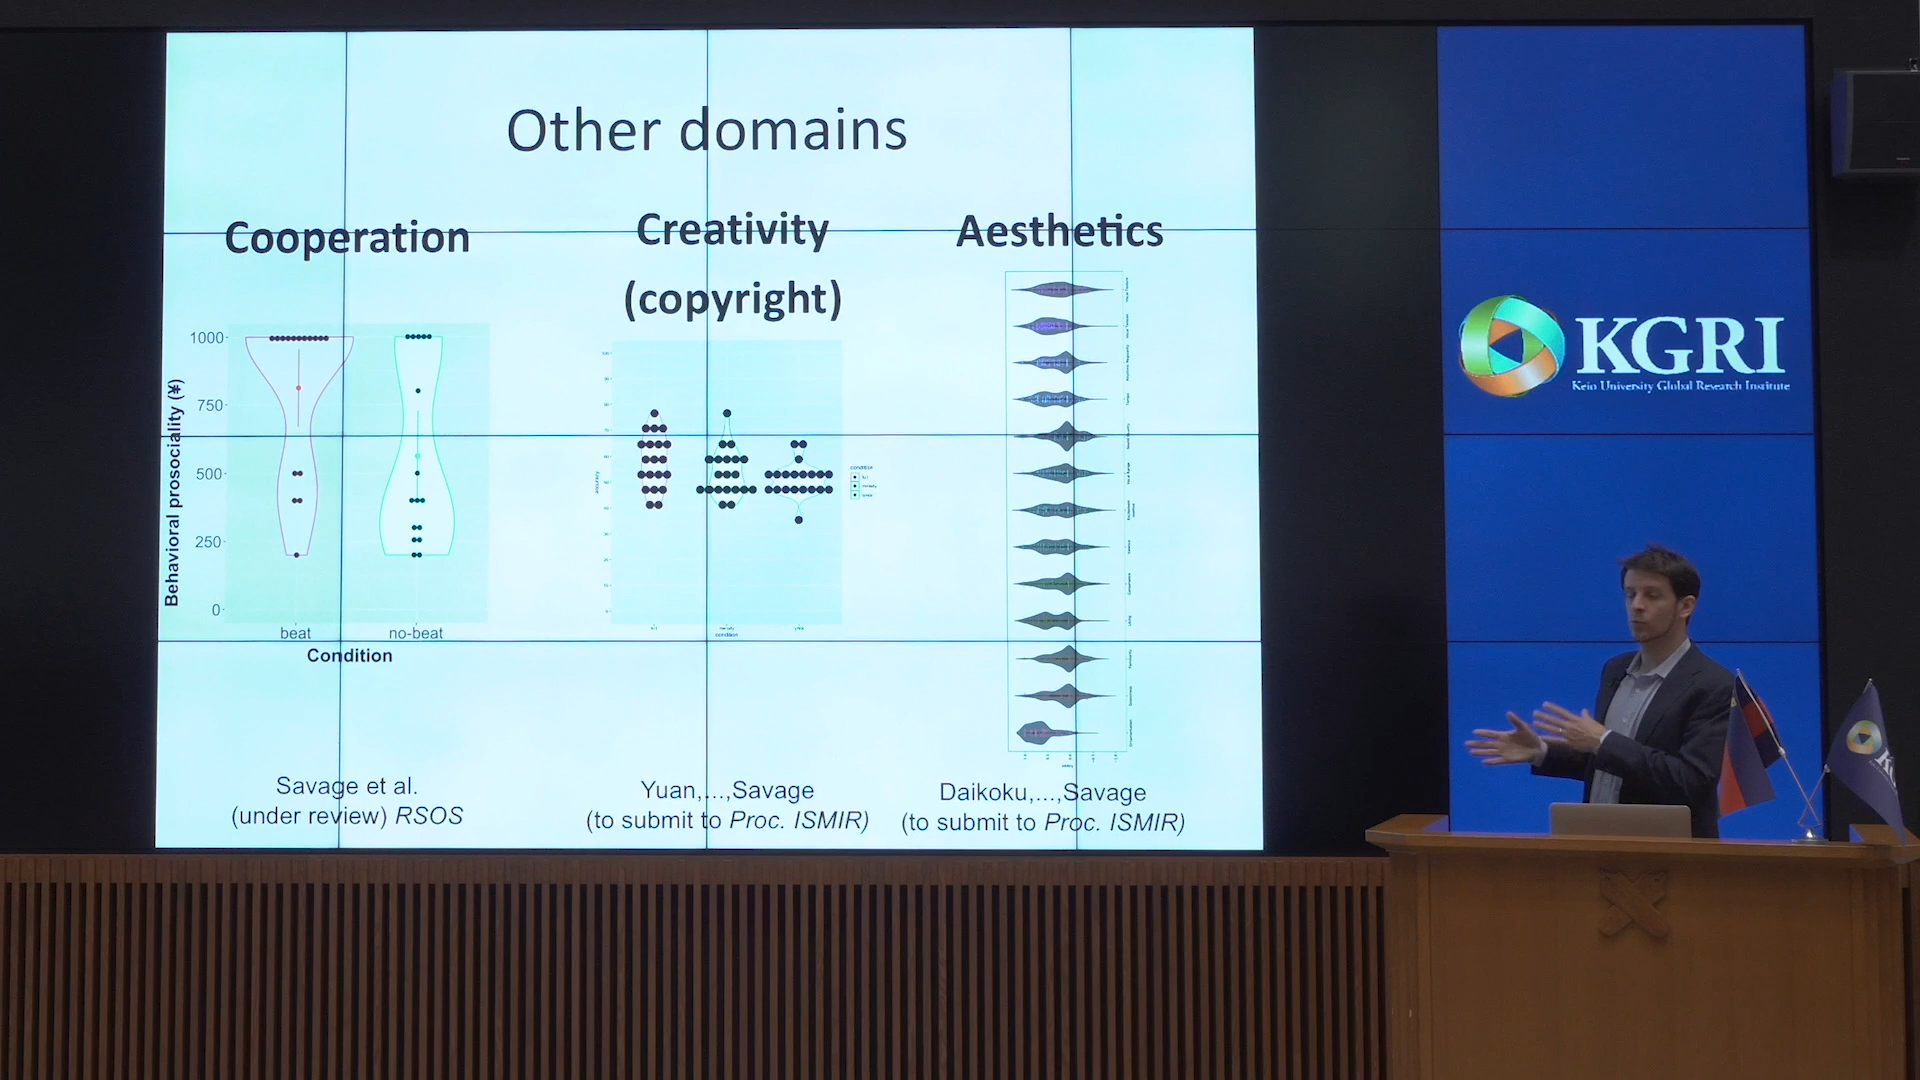 Other domains
Cooperation
Creativity
(copyright)
Aesthetics
1000
750
500
250
0
Behavioral prosociality (¥)
beat
no-beat
Condition
accuracy
condition
condition
Savage et al.
(under review) RSOS
Yuan,...,Savage
(to submit to Proc. ISMIR)
Daikoku,...,Savage
(to submit to Proc. ISMIR)
KGRI
Keio University Global Research Institute